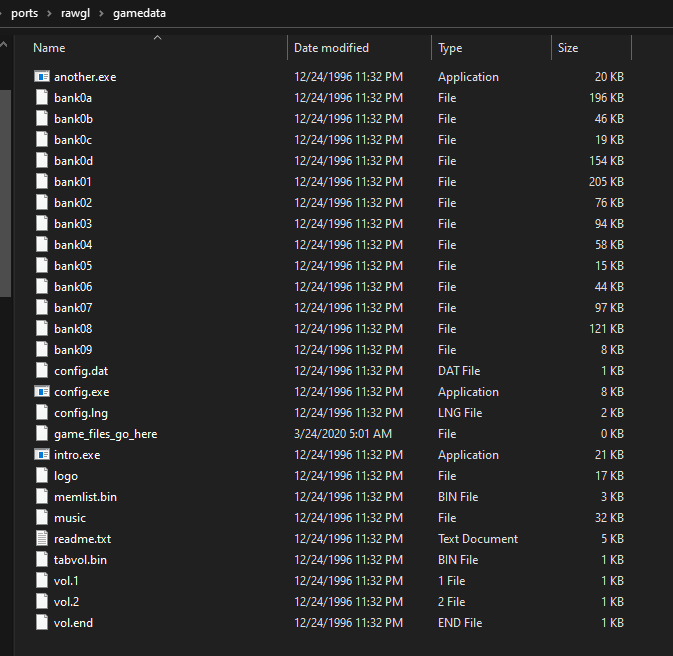 ports > rawgl > gamedata
Name Date modified Type Size
another.exe 12/24/1996 11:32 PM Application 20 KB
bank0a 12/24/1996 11:32 PM File 196 KB
bank0b 12/24/1996 11:32 PM File 46 KB
bank0c 12/24/1996 11:32 PM File 19 KB
bank0d 12/24/1996 11:32 PM File 154 KB
bank01 12/24/1996 11:32 PM File 205 KB
bank02 12/24/1996 11:32 PM File 76 KB
bank03 12/24/1996 11:32 PM File 94 KB
bank04 12/24/1996 11:32 PM File 58 KB
bank05 12/24/1996 11:32 PM File 15 KB
bank06 12/24/1996 11:32 PM File 44 KB
bank07 12/24/1996 11:32 PM File 97 KB
bank08 12/24/1996 11:32 PM File 121 KB
bank09 12/24/1996 11:32 PM File 8 KB
config.dat 12/24/1996 11:32 PM DAT File 1 KB
config.exe 12/24/1996 11:32 PM Application 8 KB
config.lng 12/24/1996 11:32 PM LNG File 2 KB
game_files_go_here 3/24/2020 5:01 AM File 0 KB
intro.exe 12/24/1996 11:32 PM Application 21 KB
logo 12/24/1996 11:32 PM File 17 KB
memlist.bin 12/24/1996 11:32 PM BIN File 3 KB
music 12/24/1996 11:32 PM File 32 KB
readme.txt 12/24/1996 11:32 PM Text Document 5 KB
tabvol.bin 12/24/1996 11:32 PM BIN File 1 KB
vol.1 12/24/1996 11:32 PM 1 File 1 KB
vol.2 12/24/1996 11:32 PM 2 File 1 KB
vol.end 12/24/1996 11:32 PM END File 1 KB